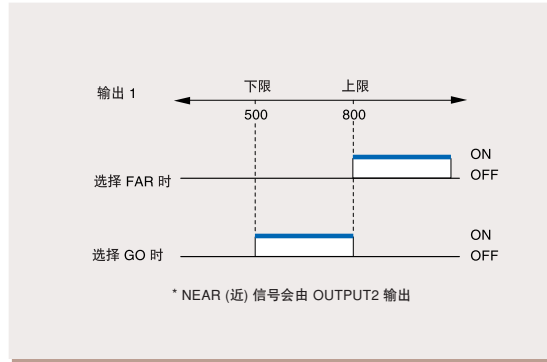 输出 1
下限 上限
500 800
ON
选择 FAR 时 OFF
ON
选择 GO 时 OFF
* NEAR (近) 信号会由 OUTPUT2 输出